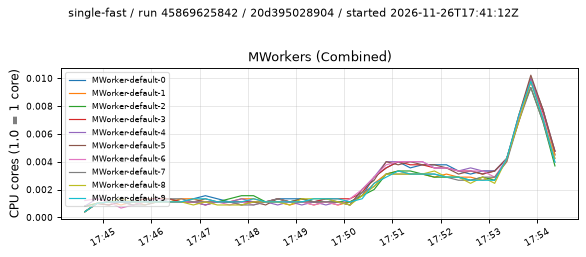 single-fast / run 45869625842 / 20d395028904 / started 2026-11-26T17:41:12Z
MWorkers (Combined)
CPU cores (1.0 = 1 core)
0.010
0.008
0.006
0.004
0.002
0.000
MWorker-default-0
MWorker-default-1
MWorker-default-2
MWorker-default-3
MWorker-default-4
MWorker-default-5
MWorker-default-6
MWorker-default-7
MWorker-default-8
MWorker-default-9
17:45
17:46
17:47
17:48
17:49
17:50
17:51
17:52
17:53
17:54